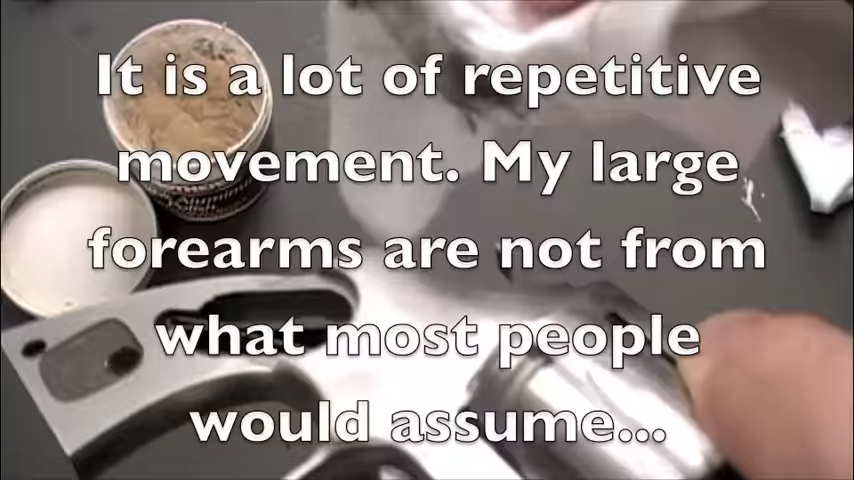 It is a lot of repetitive
movement. My large
forearms are not from
what most people
would assume...